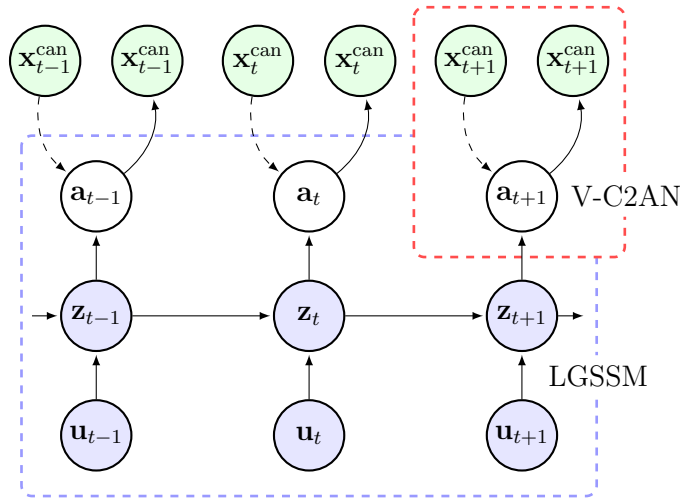 x_{t-1}^{can} x_{t-1}^{can} x_t^{can} x_t^{can} x_{t+1}^{can} x_{t+1}^{can}
a_{t-1} a_t a_{t+1} V-C2AN
z_{t-1} z_t z_{t+1}
LGSSM
u_{t-1} u_t u_{t+1}